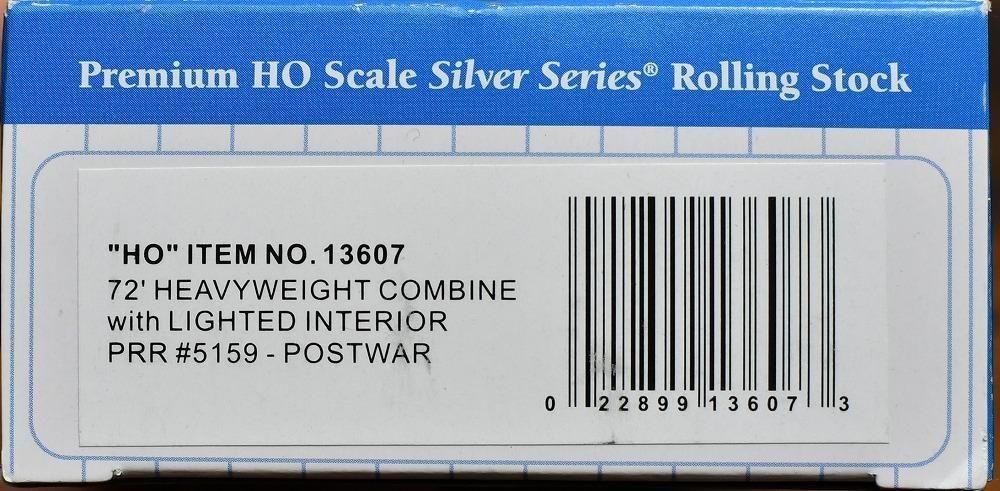 Premium HO Scale Silver Series® Rolling Stock
"HO" ITEM NO. 13607
72' HEAVYWEIGHT COMBINE
with LIGHTED INTERIOR
PRR #5159 - POSTWAR
0 22899 13607 3